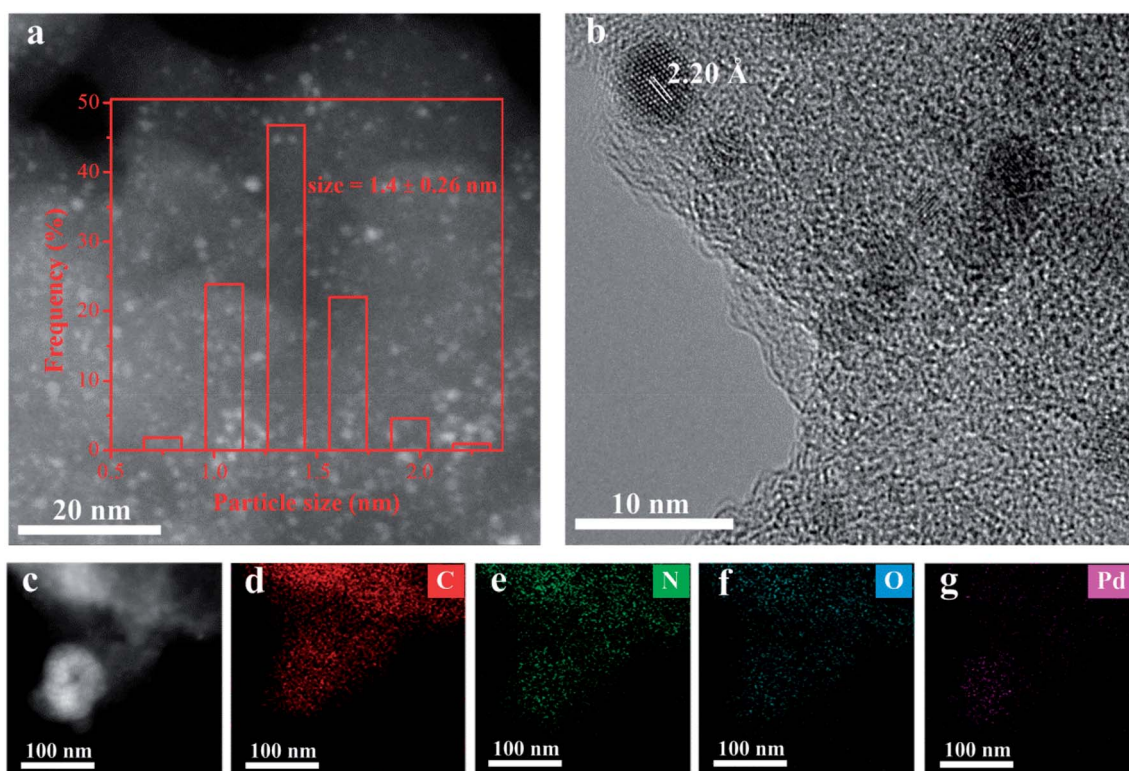 a
50
40
30
20
10
0
Frequency (%)
size = 1.4 ± 0.26 nm
0.5 1.0 1.5 2.0
Particle size (nm)
20 nm
b
2.20 Å
10 nm
c
100 nm
d
C
100 nm
e
N
100 nm
f
O
100 nm
g
Pd
100 nm